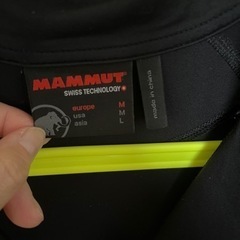 MAMMUT
SWISS TECHNOLOGY
europe M
usa M
asia L
made in china